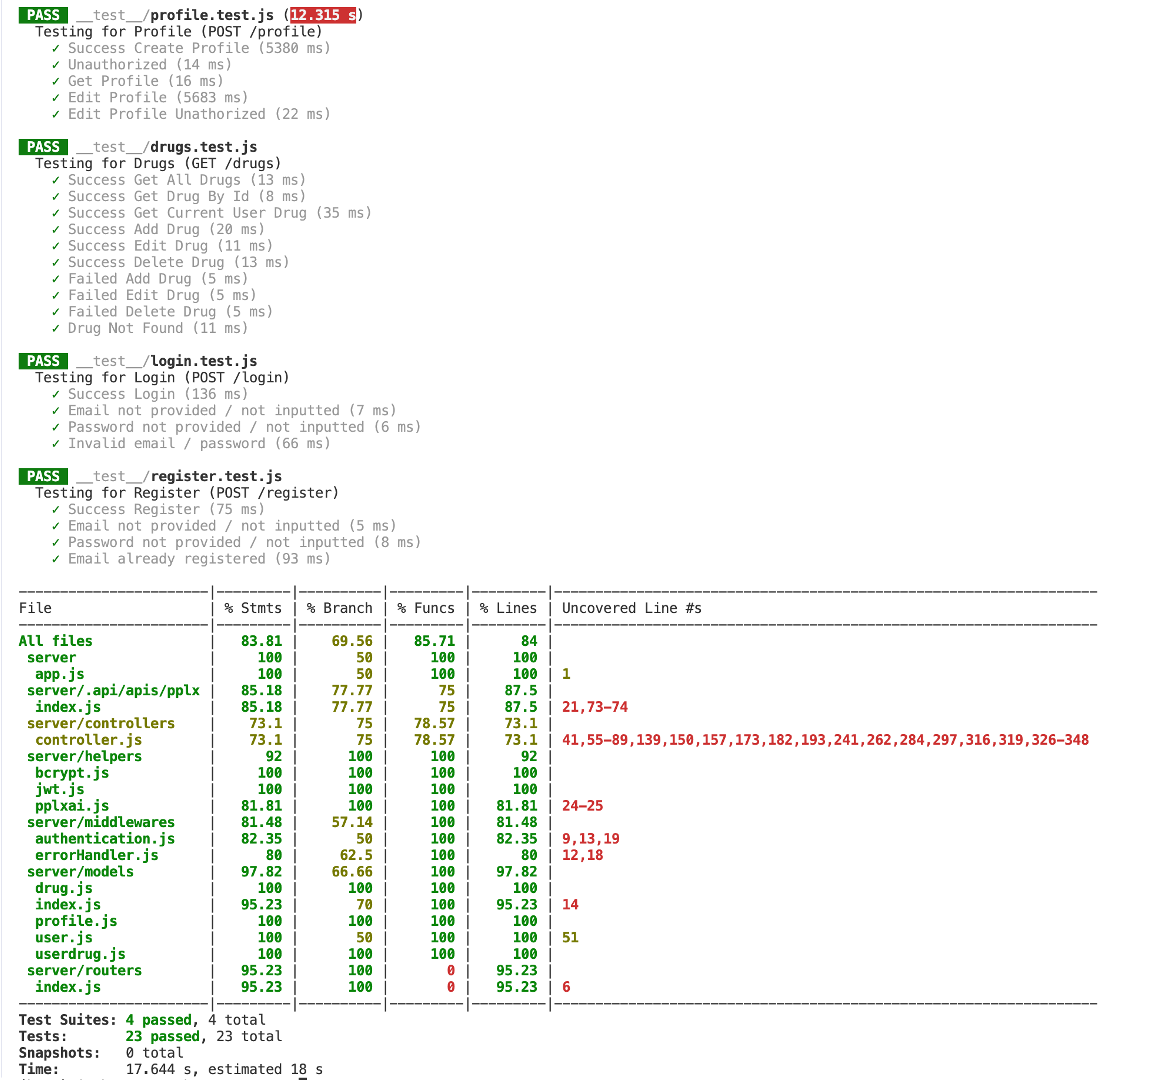 PASS __test__/profile.test.js (12.315 s)
Testing for Profile (POST /profile)
✓ Success Create Profile (5380 ms)
✓ Unauthorized (14 ms)
✓ Get Profile (16 ms)
✓ Edit Profile (5683 ms)
✓ Edit Profile Unathorized (22 ms)
PASS __test__/drugs.test.js
Testing for Drugs (GET /drugs)
✓ Success Get All Drugs (13 ms)
✓ Success Get Drug By Id (8 ms)
✓ Success Get Current User Drug (35 ms)
✓ Success Add Drug (20 ms)
✓ Success Edit Drug (11 ms)
✓ Success Delete Drug (13 ms)
✓ Failed Add Drug (5 ms)
✓ Failed Edit Drug (5 ms)
✓ Failed Delete Drug (5 ms)
✓ Drug Not Found (11 ms)
PASS __test__/login.test.js
Testing for Login (POST /login)
✓ Success Login (136 ms)
✓ Email not provided / not inputted (7 ms)
✓ Password not provided / not inputted (6 ms)
✓ Invalid email / password (66 ms)
PASS __test__/register.test.js
Testing for Register (POST /register)
✓ Success Register (75 ms)
✓ Email not provided / not inputted (5 ms)
✓ Password not provided / not inputted (8 ms)
✓ Email already registered (93 ms)
File | % Stmts | % Branch | % Funcs | % Lines | Uncovered Line #s
All files | 83.81 | 69.56 | 85.71 | 84 |
server | 100 | 50 | 100 | 100 |
app.js | 100 | 50 | 100 | 100 | 1
server/.api/apis/pplx | 85.18 | 77.77 | 75 | 87.5 |
index.js | 85.18 | 77.77 | 75 | 87.5 | 21,73-74
server/controllers | 73.1 | 75 | 78.57 | 73.1 |
controller.js | 73.1 | 75 | 78.57 | 73.1 | 41,55-89,139,150,157,173,182,193,241,262,284,297,316,319,326-348
server/helpers | 92 | 100 | 100 | 92 |
bcrypt.js | 100 | 100 | 100 | 100 |
jwt.js | 100 | 100 | 100 | 100 |
pplxai.js | 81.81 | 100 | 100 | 81.81 | 24-25
server/middlewares | 81.48 | 57.14 | 100 | 81.48 |
authentication.js | 82.35 | 50 | 100 | 82.35 | 9,13,19
errorHandler.js | 80 | 62.5 | 100 | 80 | 12,18
server/models | 97.82 | 66.66 | 100 | 97.82 |
drug.js | 100 | 100 | 100 | 100 |
index.js | 95.23 | 70 | 100 | 95.23 | 14
profile.js | 100 | 100 | 100 | 100 |
user.js | 100 | 50 | 100 | 100 | 51
userdrug.js | 100 | 100 | 100 | 100 |
server/routers | 95.23 | 100 | 0 | 95.23 |
index.js | 95.23 | 100 | 0 | 95.23 | 6
Test Suites: 4 passed, 4 total
Tests: 23 passed, 23 total
Snapshots: 0 total
Time: 17.644 s, estimated 18 s